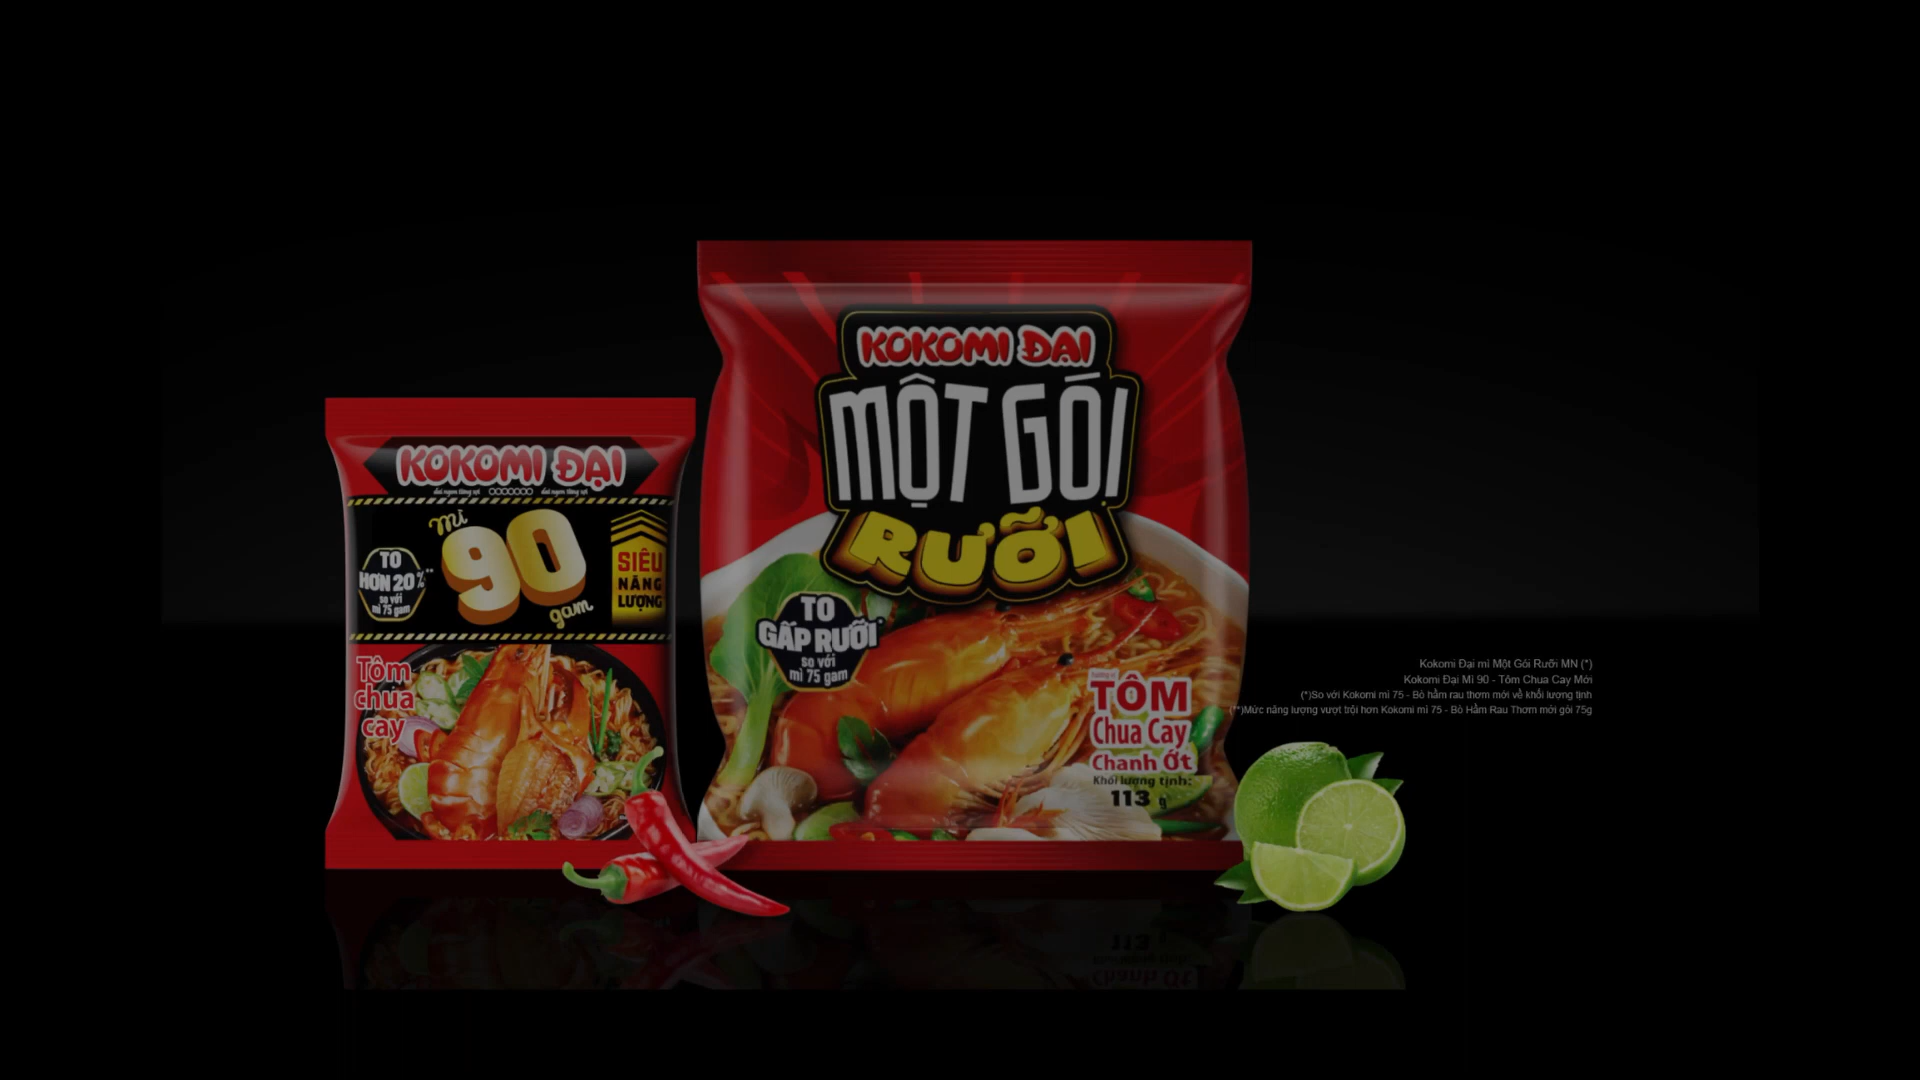 KOKOMI ĐẠI
mì
90
gam
TO
HƠN 20%**
so với
mì 75 gam
SIÊU
NĂNG
LƯỢNG
Tôm
chua
cay
KOKOMI ĐẠI
MỘT GÓI
RƯỠI
TO
GẤP RƯỠI*
so với
mì 75 gam
TÔM
Chua Cay
Chanh Ớt
Khối lượng tịnh:
113 g
Kokomi Đại mì Một Gói Rưỡi MN (*)
Kokomi Đại Mì 90 - Tôm Chua Cay Mới
(*)So với Kokomi mì 75 - Bò hầm rau thơm mới về khối lượng tịnh
(**)Mức năng lượng vượt trội hơn Kokomi mì 75 - Bò Hầm Rau Thơm mới gói 75g